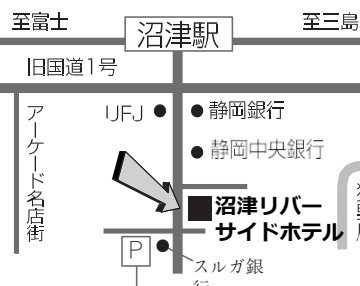 至富士
沼津駅
至三島
旧国道1号
UFJ
静岡銀行
静岡中央銀行
アーケード名店街
沼津リバー
サイドホテル
P
スルガ銀
行